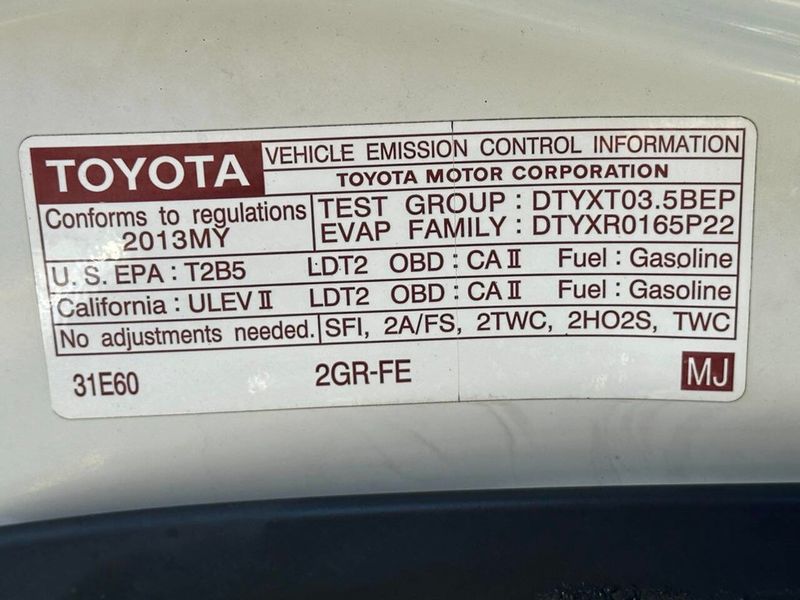 TOYOTA VEHICLE EMISSION CONTROL INFORMATION
TOYOTA MOTOR CORPORATION
Conforms to regulations
2013MY
TEST GROUP : DTYXT03.5BEP
EVAP FAMILY : DTYXR0165P22
U. S. EPA : T2B5 LDT2 OBD : CA II Fuel : Gasoline
California : ULEV II LDT2 OBD : CA II Fuel : Gasoline
No adjustments needed. SFI, 2A/FS, 2TWC, 2HO2S, TWC
31E60 2GR-FE MJ